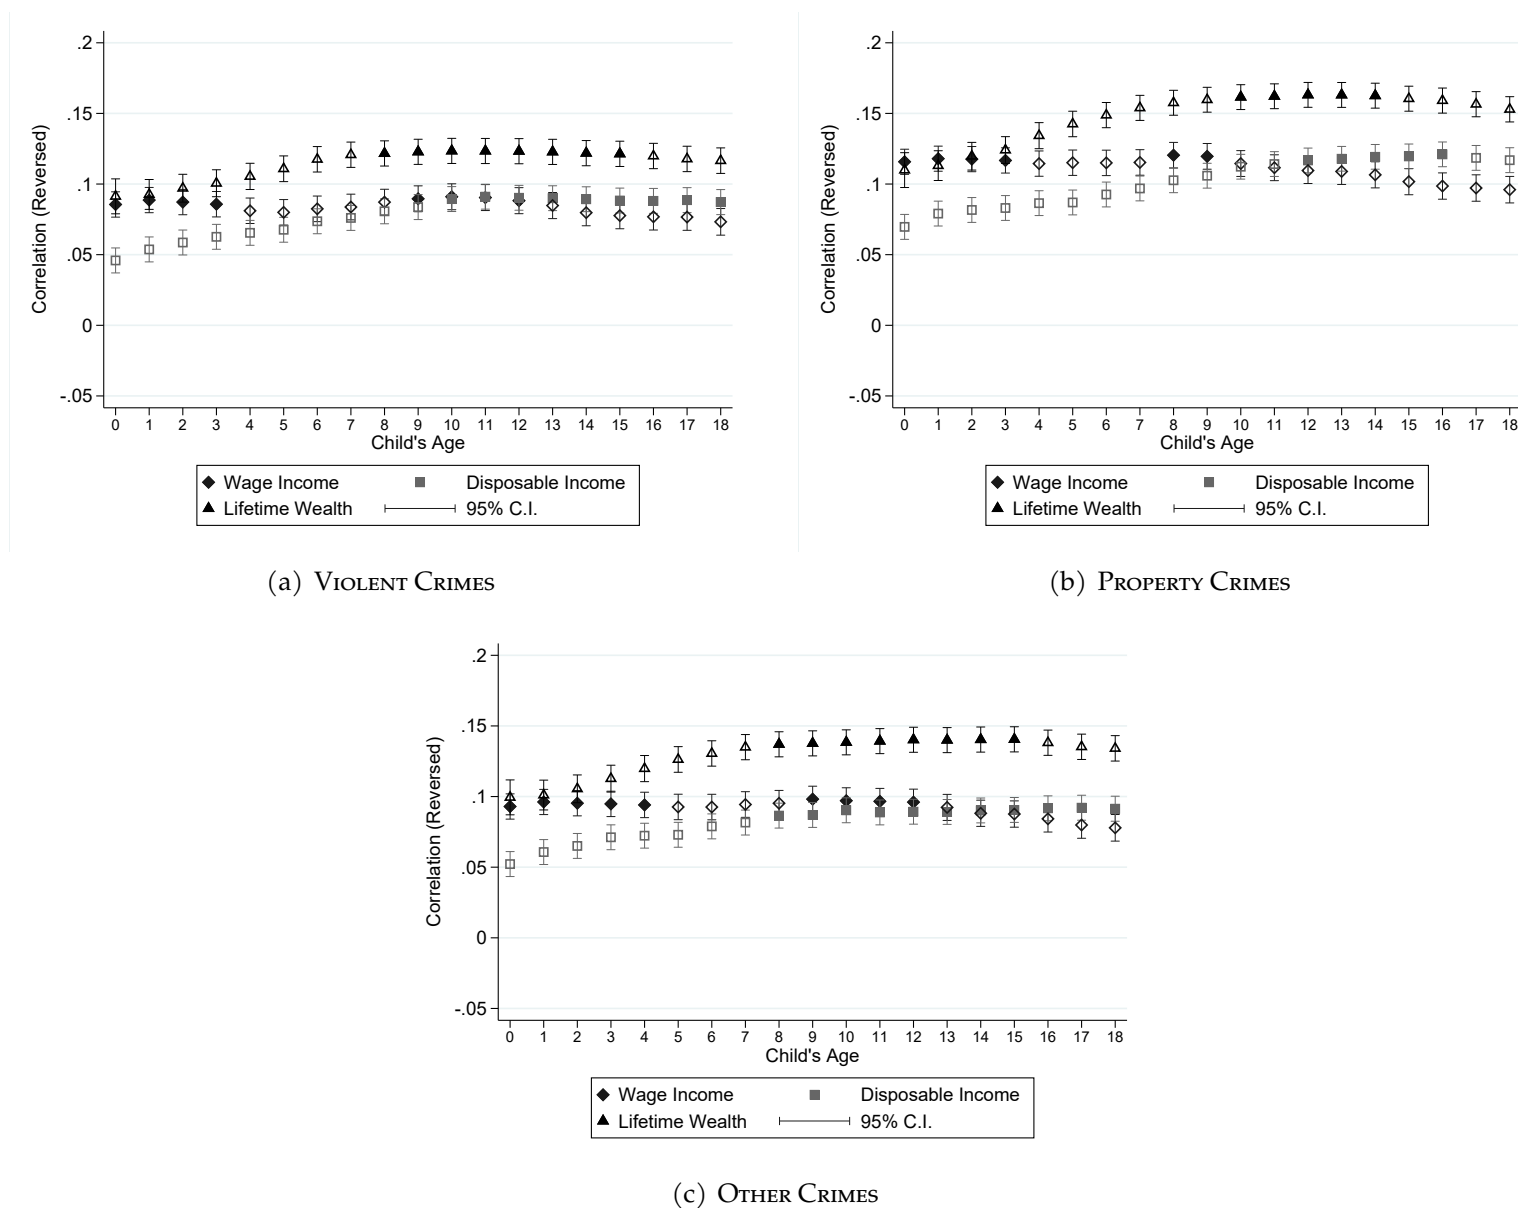 .2
.15
.1
.05
0
-.05
Correlation (Reversed)
0 1 2 3 4 5 6 7 8 9 10 11 12 13 14 15 16 17 18
Child's Age
Wage Income Disposable Income
Lifetime Wealth 95% C.I.
(a) Violent Crimes
.2
.15
.1
.05
0
-.05
Correlation (Reversed)
0 1 2 3 4 5 6 7 8 9 10 11 12 13 14 15 16 17 18
Child's Age
Wage Income Disposable Income
Lifetime Wealth 95% C.I.
(b) Property Crimes
.2
.15
.1
.05
0
-.05
Correlation (Reversed)
0 1 2 3 4 5 6 7 8 9 10 11 12 13 14 15 16 17 18
Child's Age
Wage Income Disposable Income
Lifetime Wealth 95% C.I.
(c) Other Crimes